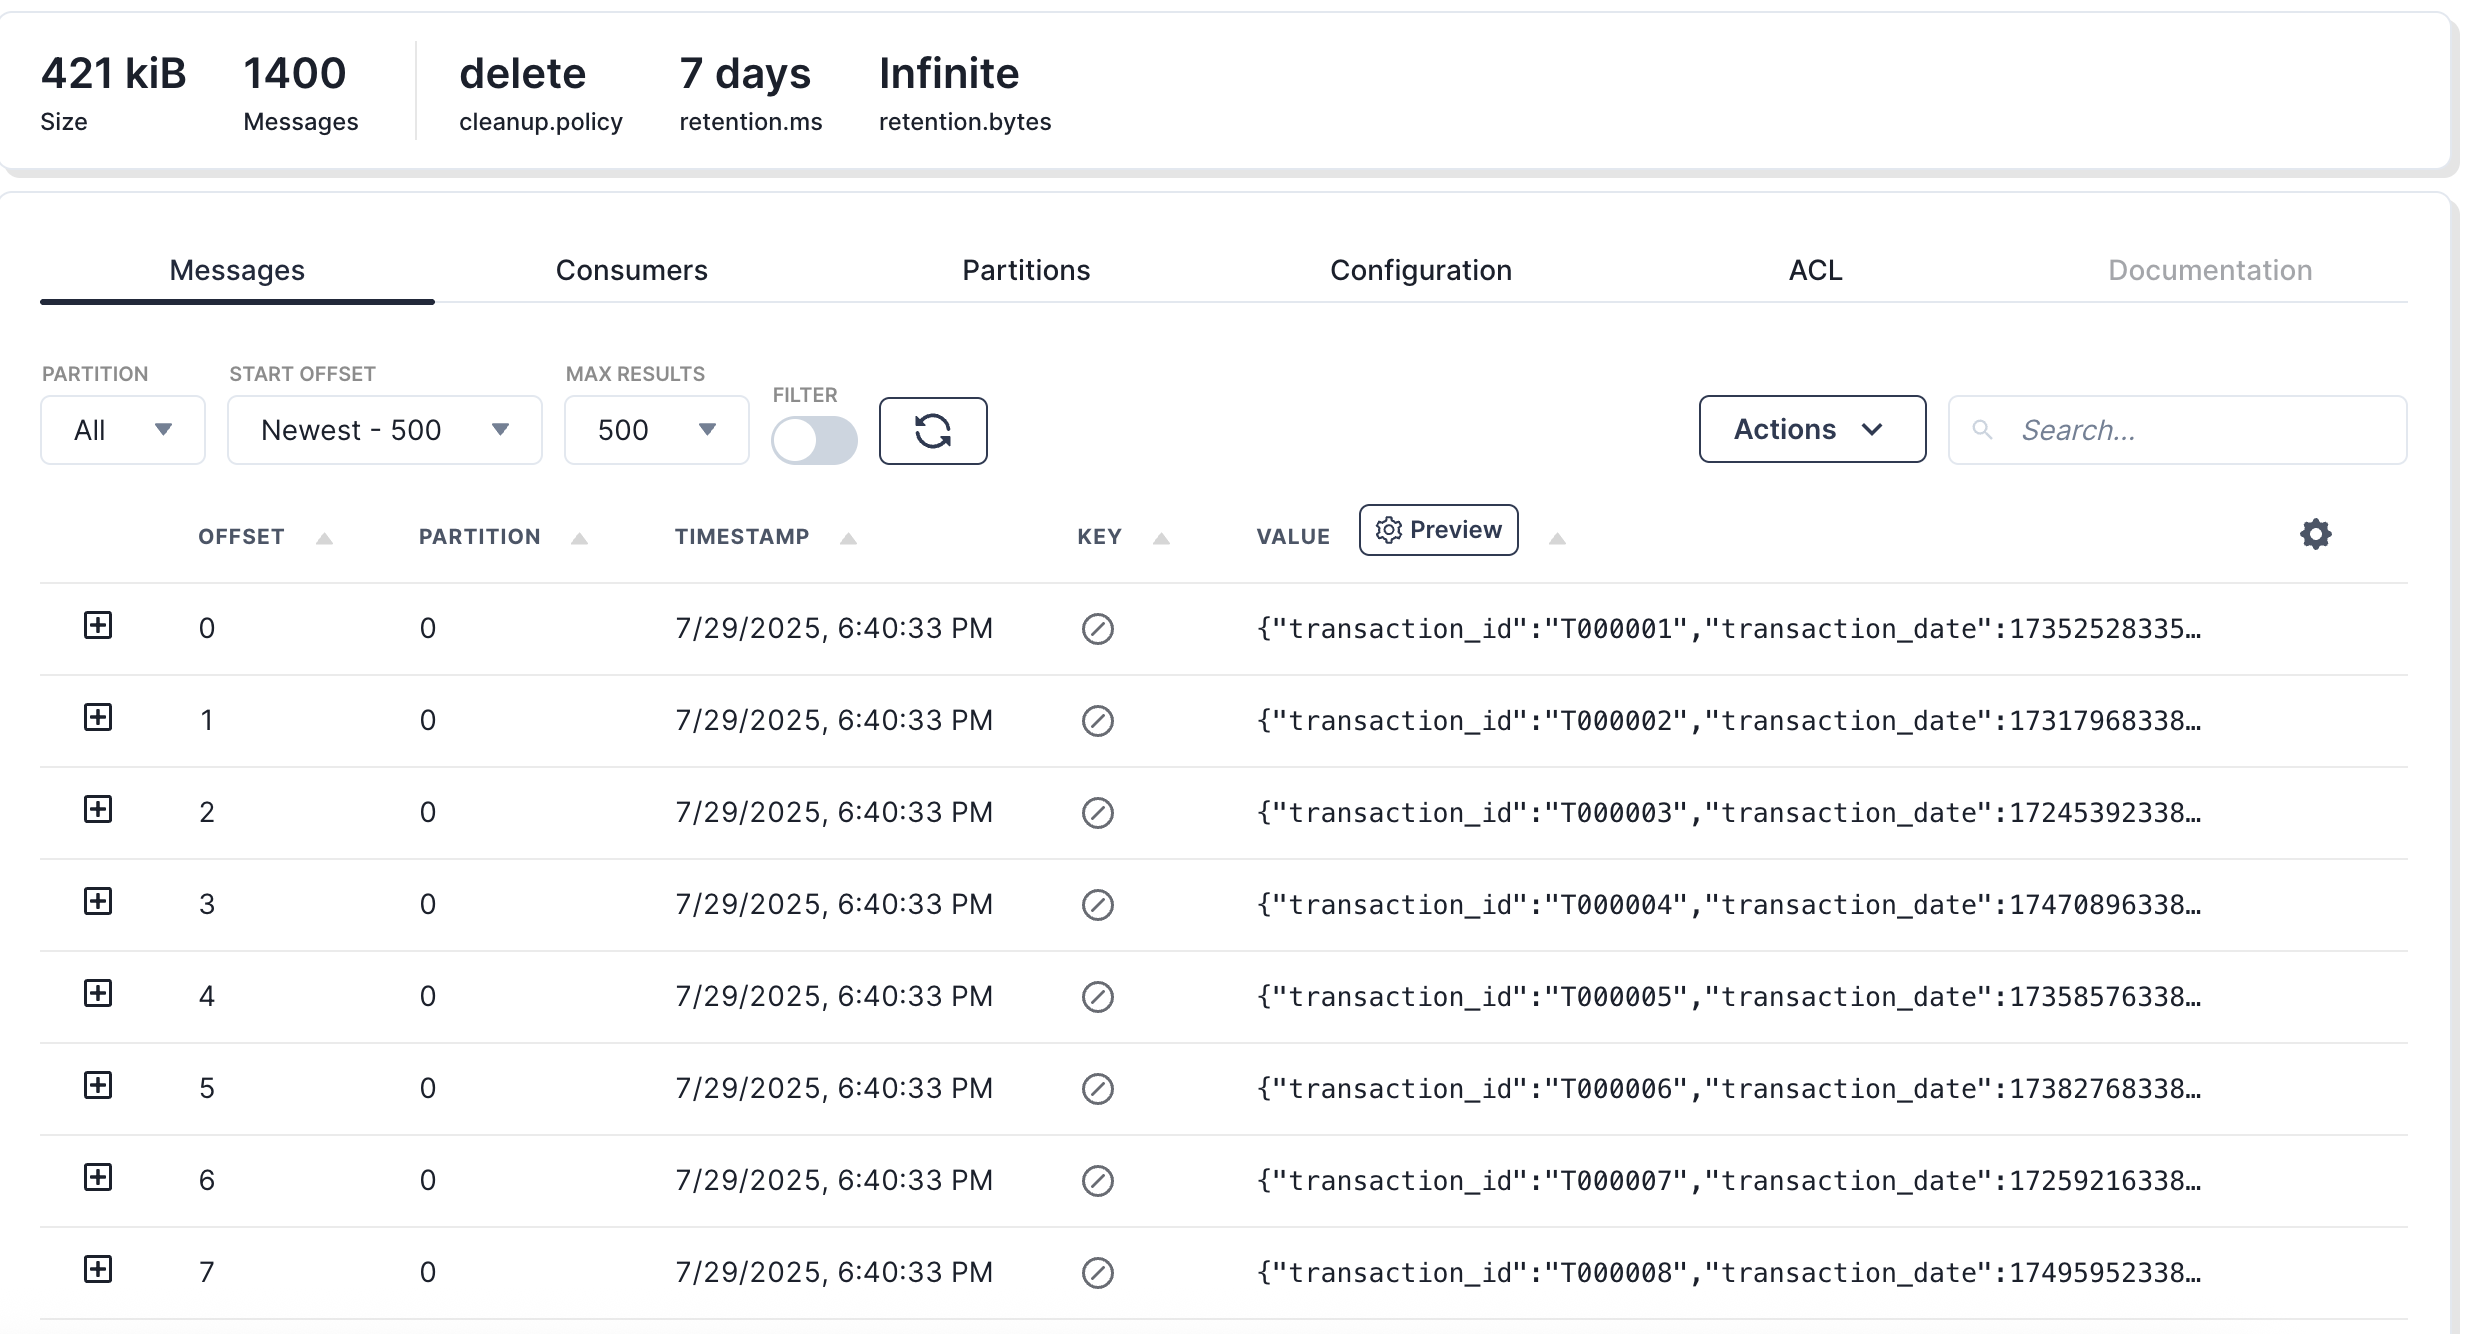 421 kiB 1400 delete 7 days Infinite
Size Messages cleanup.policy retention.ms retention.bytes
Messages Consumers Partitions Configuration ACL Documentation
PARTITION START OFFSET MAX RESULTS FILTER
All Newest - 500 500 Actions Search...
OFFSET PARTITION TIMESTAMP KEY VALUE Preview
0 0 7/29/2025, 6:40:33 PM {"transaction_id":"T000001","transaction_date":17352528335…
1 0 7/29/2025, 6:40:33 PM {"transaction_id":"T000002","transaction_date":17317968338…
2 0 7/29/2025, 6:40:33 PM {"transaction_id":"T000003","transaction_date":17245392338…
3 0 7/29/2025, 6:40:33 PM {"transaction_id":"T000004","transaction_date":17470896338…
4 0 7/29/2025, 6:40:33 PM {"transaction_id":"T000005","transaction_date":17358576338…
5 0 7/29/2025, 6:40:33 PM {"transaction_id":"T000006","transaction_date":17382768338…
6 0 7/29/2025, 6:40:33 PM {"transaction_id":"T000007","transaction_date":17259216338…
7 0 7/29/2025, 6:40:33 PM {"transaction_id":"T000008","transaction_date":17495952338…